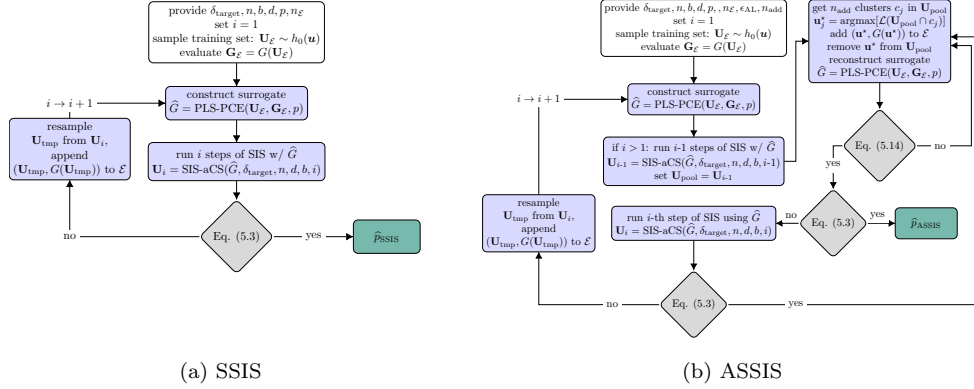 provide δ_target, n, b, d, p, n_ℰ
set i = 1
sample training set: U_ℰ ∼ h₀(u)
evaluate G_ℰ = G(U_ℰ)
i → i + 1
construct surrogate
Ĝ = PLS-PCE(U_ℰ, G_ℰ, p)
resample
U_tmp from U_i,
append
(U_tmp, G(U_tmp)) to ℰ
run i steps of SIS w/ Ĝ
U_i = SIS-aCS(Ĝ, δ_target, n, d, b, i)
no
Eq. (5.3)
yes
p̂_SSIS
(a) SSIS
provide δ_target, n, b, d, p, , n_ℰ, ϵ_AL, n_add
set i = 1
sample training set: U_ℰ ∼ h₀(u)
evaluate G_ℰ = G(U_ℰ)
get n_add clusters c_j in U_pool
u*_j = argmax[ℒ(U_pool ∩ c_j)]
add (u*, G(u*)) to ℰ
remove u* from U_pool
reconstruct surrogate
Ĝ = PLS-PCE(U_ℰ, G_ℰ, p)
i → i + 1
construct surrogate
Ĝ = PLS-PCE(U_ℰ, G_ℰ, p)
if i > 1: run i-1 steps of SIS w/ Ĝ
U_i-1 = SIS-aCS(Ĝ, δ_target, n, d, b, i-1)
set U_pool = U_i-1
Eq. (5.14)
no
yes
resample
U_tmp from U_i,
append
(U_tmp, G(U_tmp)) to ℰ
run i-th step of SIS using Ĝ
U_i = SIS-aCS(Ĝ, δ_target, n, d, b, i)
no
Eq. (5.3)
yes
p̂_ASSIS
no
Eq. (5.3)
yes
(b) ASSIS